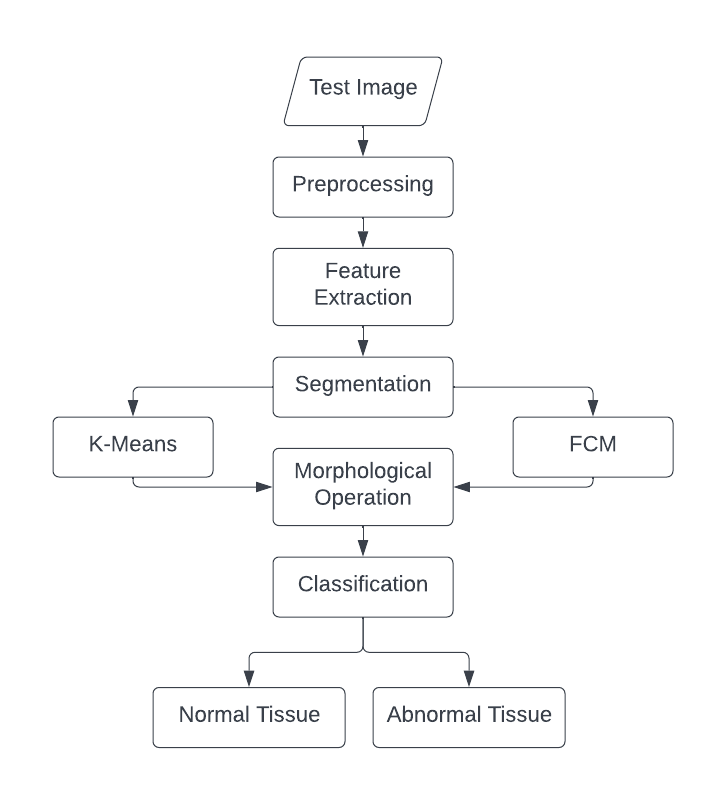 Test Image
Preprocessing
Feature
Extraction
Segmentation
K-Means
FCM
Morphological
Operation
Classification
Normal Tissue
Abnormal Tissue